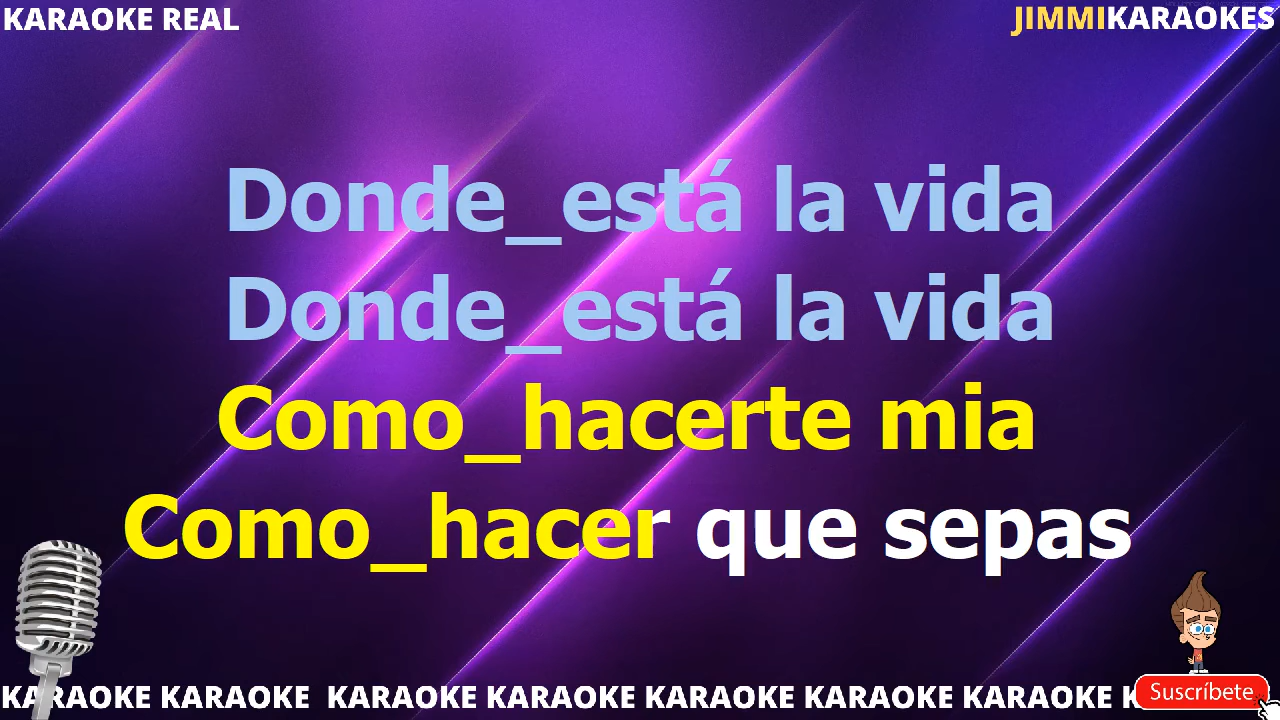 KARAOKE REAL
JIMMIKARAOKES
Donde_está la vida
Donde_está la vida
Como_hacerte mia
Como_hacer que sepas
KARAOKE KARAOKE KARAOKE KARAOKE KARAOKE KARAOKE KARAOKE K
Suscríbete